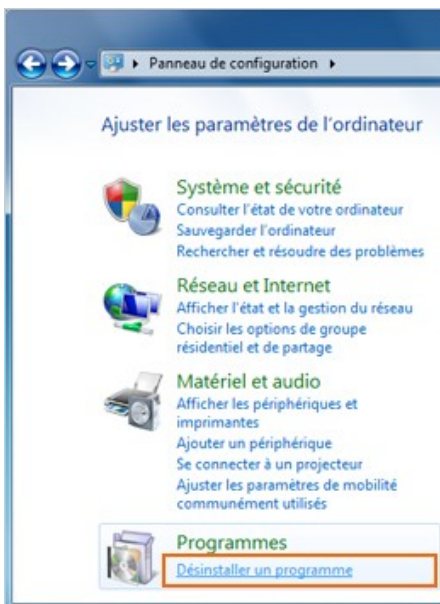 Panneau de configuration
Ajuster les paramètres de l'ordinateur
Système et sécurité
Consulter l'état de votre ordinateur
Sauvegarder l'ordinateur
Rechercher et résoudre des problèmes
Réseau et Internet
Afficher l'état et la gestion du réseau
Choisir les options de groupe
résidentiel et de partage
Matériel et audio
Afficher les périphériques et
imprimantes
Ajouter un périphérique
Se connecter à un projecteur
Ajuster les paramètres de mobilité
communément utilisés
Programmes
Désinstaller un programme